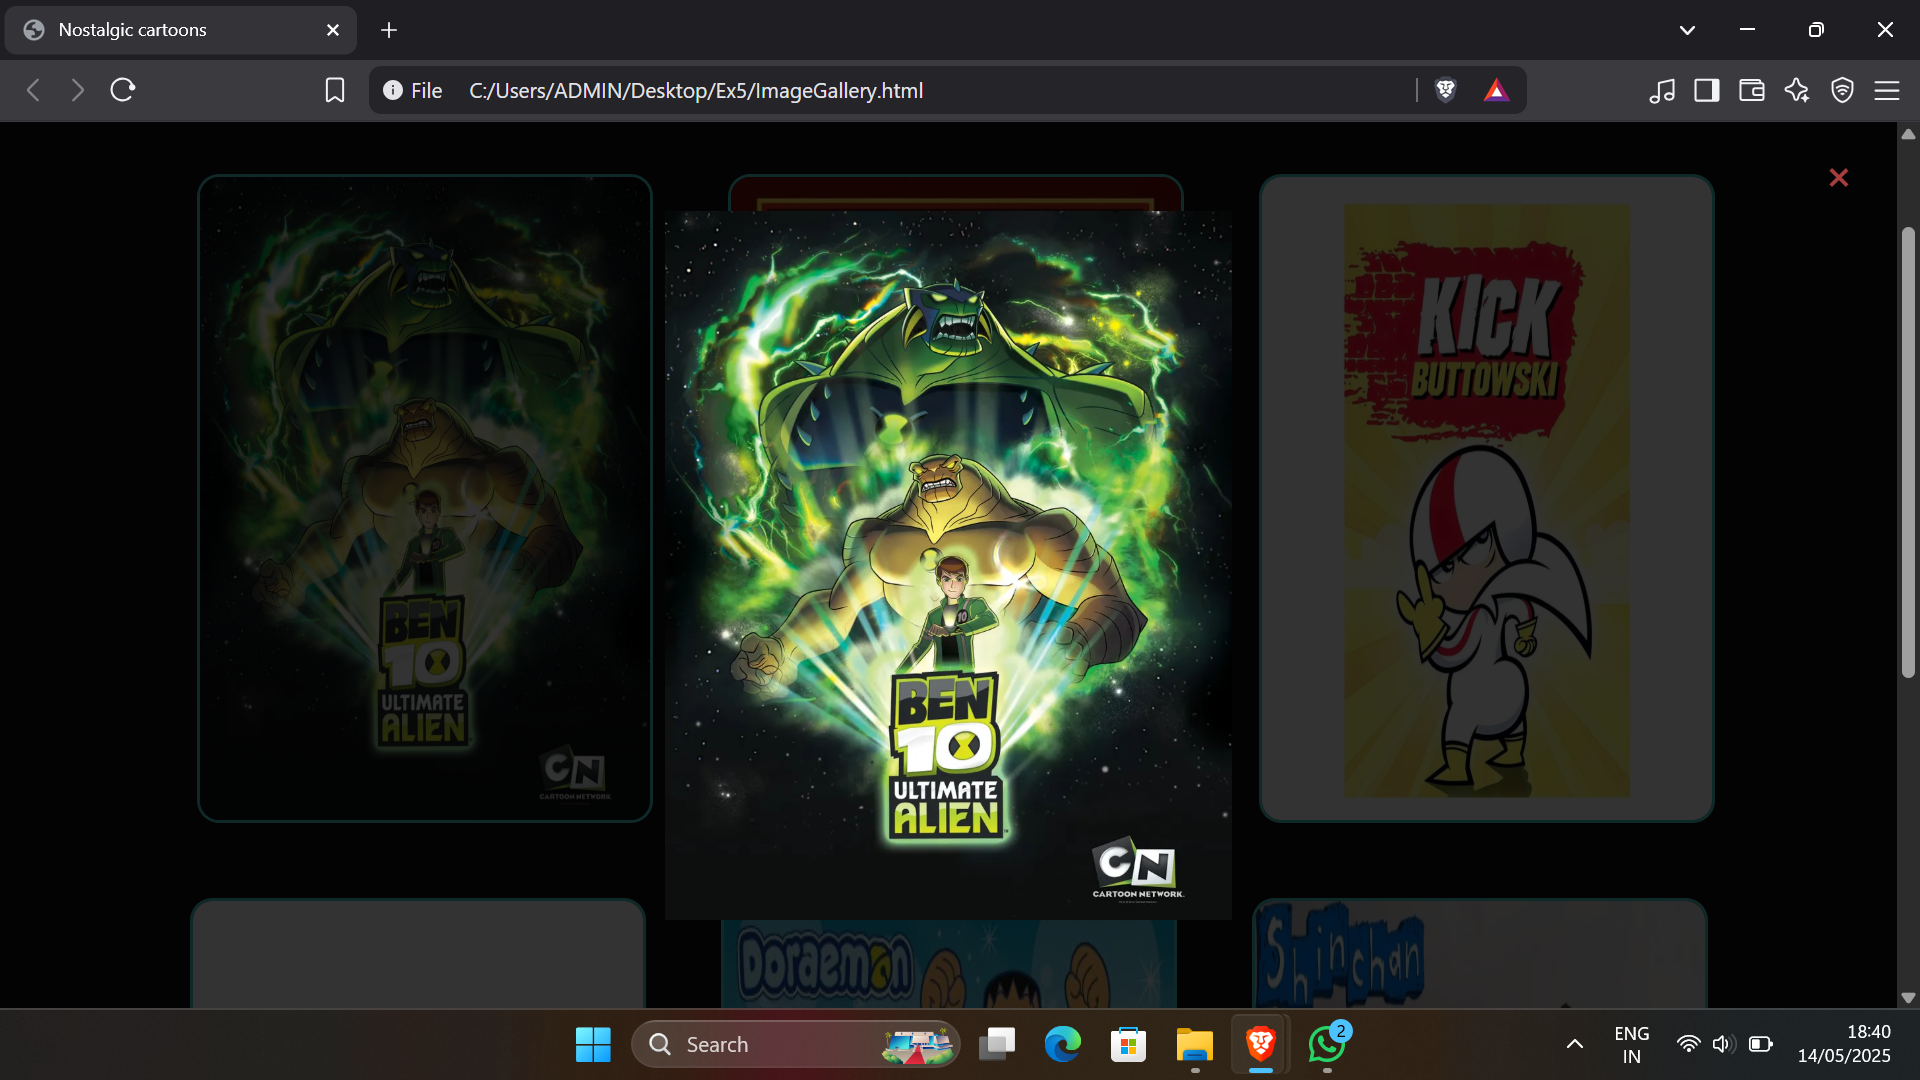 Nostalgic cartoons
File C:/Users/ADMIN/Desktop/Ex5/ImageGallery.html
KICK
BUTTOWSKI
BEN
10
ULTIMATE
ALIEN
CN
CARTOON NETWORK
10
BEN
10
ULTIMATE
ALIEN
CN
CARTOON NETWORK
Doraemon
Shinchan
Search
2
ENG
IN
18:40
14/05/2025